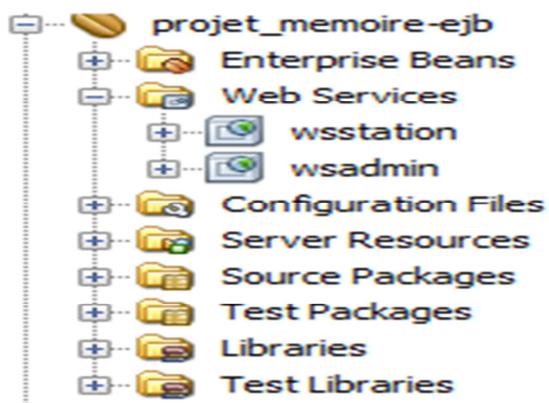 projet_memoire-ejb
Enterprise Beans
Web Services
wsstation
wsadmin
Configuration Files
Server Resources
Source Packages
Test Packages
Libraries
Test Libraries